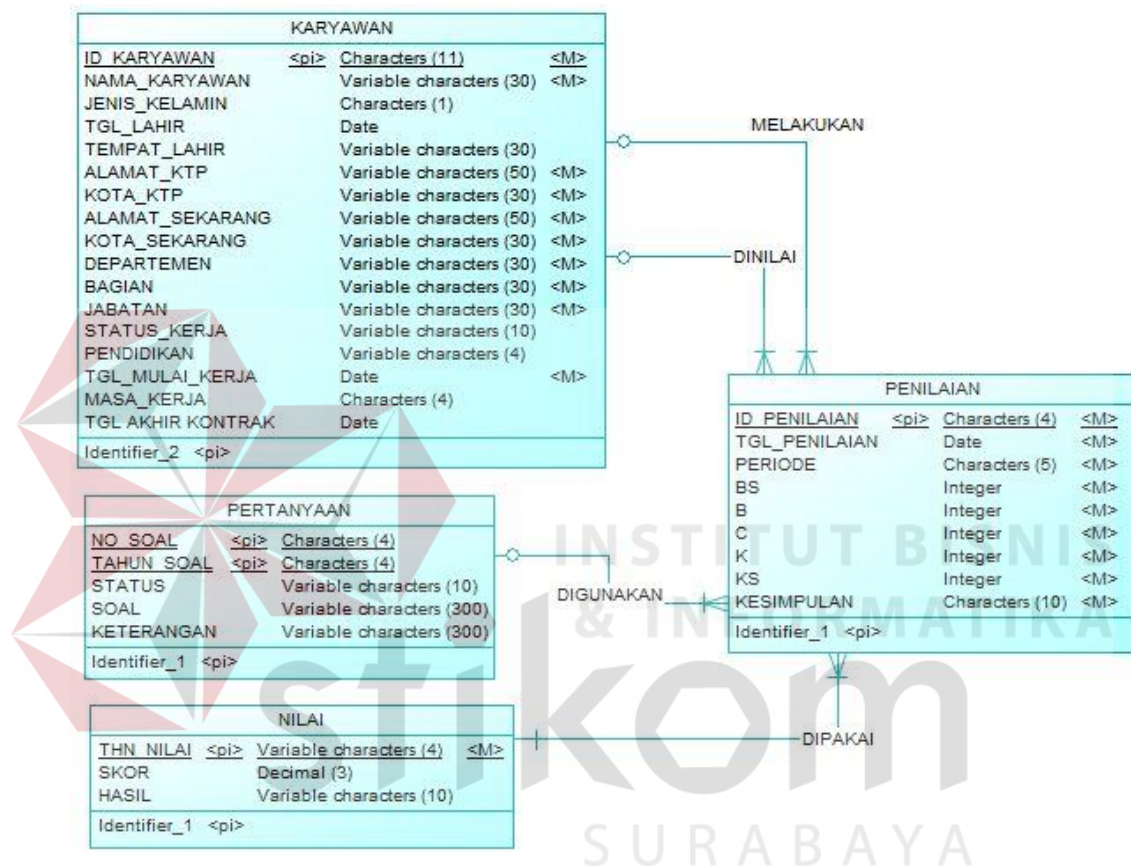 KARYAWAN
ID_KARYAWAN <pi> Characters (11) <M>
NAMA_KARYAWAN Variable characters (30) <M>
JENIS_KELAMIN Characters (1)
TGL_LAHIR Date
TEMPAT_LAHIR Variable characters (30)
ALAMAT_KTP Variable characters (50) <M>
KOTA_KTP Variable characters (30) <M>
ALAMAT_SEKARANG Variable characters (50) <M>
KOTA_SEKARANG Variable characters (30) <M>
DEPARTEMEN Variable characters (30) <M>
BAGIAN Variable characters (30) <M>
JABATAN Variable characters (30) <M>
STATUS_KERJA Variable characters (10)
PENDIDIKAN Variable characters (4)
TGL_MULAI_KERJA Date <M>
MASA_KERJA Characters (4)
TGL AKHIR KONTRAK Date
Identifier_2 <pi>
MELAKUKAN
DINILAI
PENILAIAN
ID_PENILAIAN <pi> Characters (4) <M>
TGL_PENILAIAN Date <M>
PERIODE Characters (5) <M>
BS Integer <M>
B Integer <M>
C Integer <M>
K Integer <M>
KS Integer <M>
KESIMPULAN Characters (10) <M>
Identifier_1 <pi>
PERTANYAAN
NO_SOAL <pi> Characters (4)
TAHUN_SOAL <pi> Characters (4)
STATUS Variable characters (10)
SOAL Variable characters (300)
KETERANGAN Variable characters (300)
Identifier_1 <pi>
DIGUNAKAN
NILAI
THN_NILAI <pi> Variable characters (4) <M>
SKOR Decimal (3)
HASIL Variable characters (10)
Identifier_1 <pi>
DIPAKAI
INSTITUT BISNI
& INFORMATIKA
stikom
SURABAYA